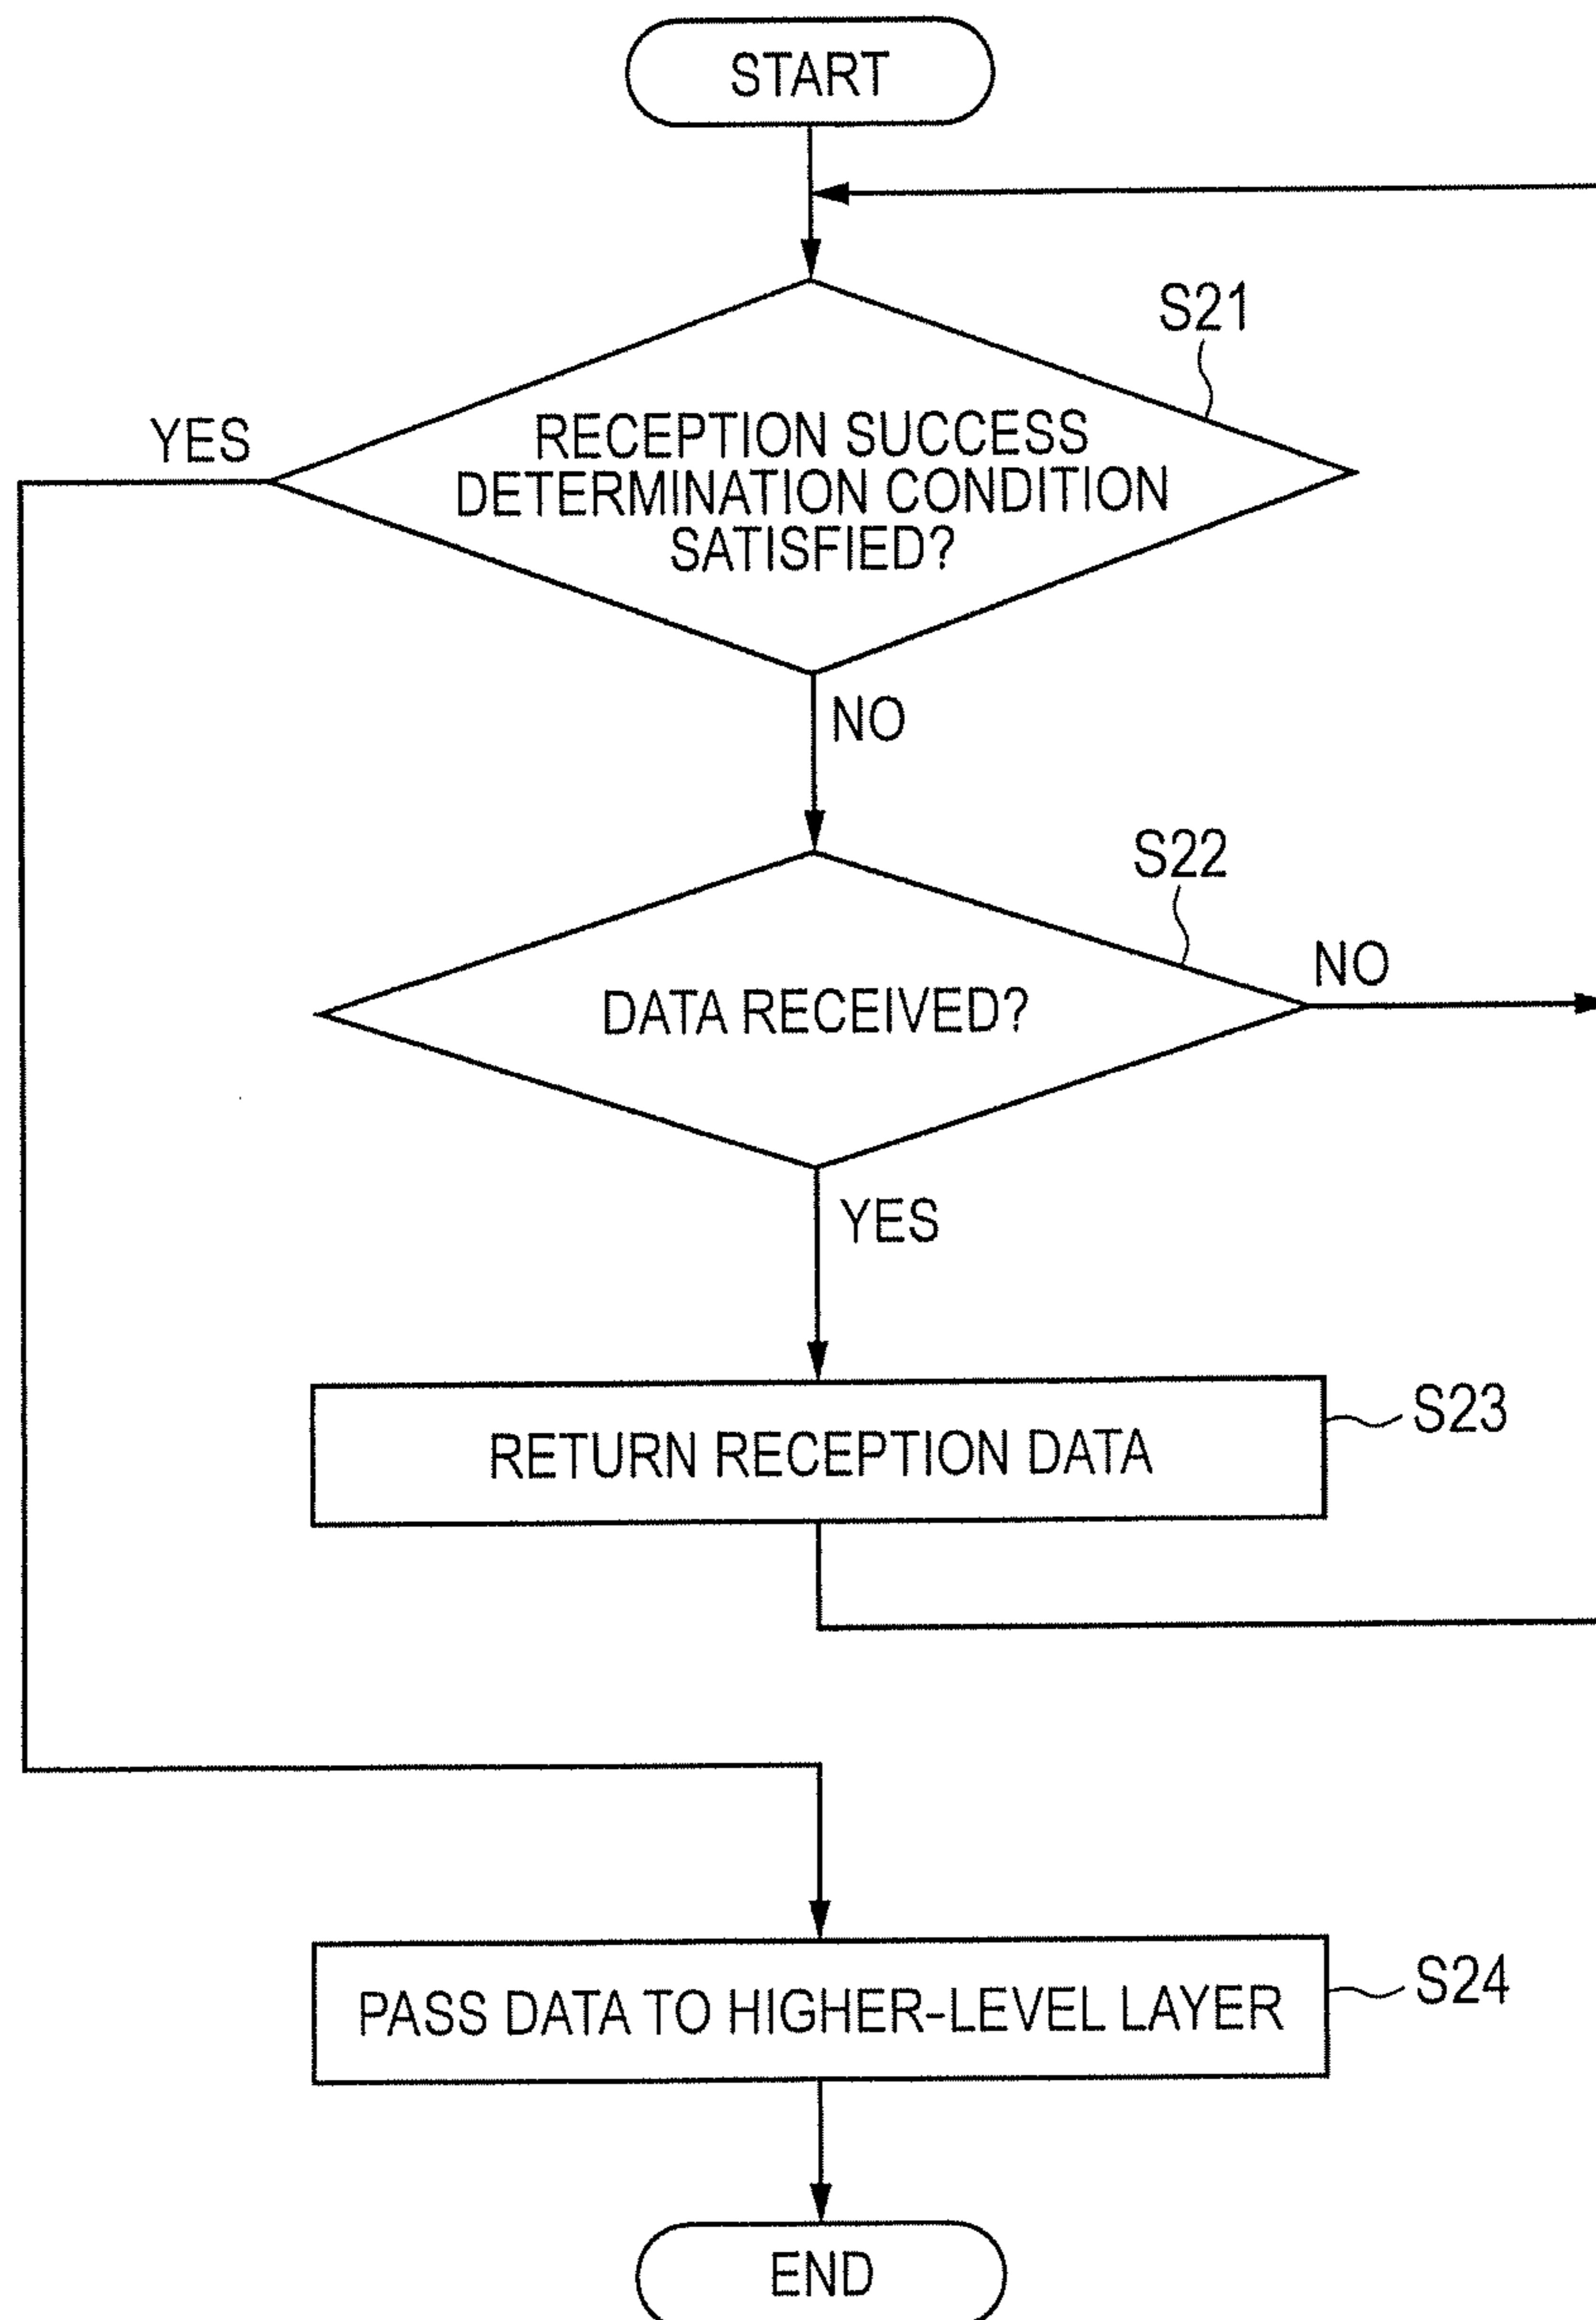 START
S21
YES
RECEPTION SUCCESS
DETERMINATION CONDITION
SATISFIED?
NO
S22
NO
DATA RECEIVED?
YES
S23
RETURN RECEPTION DATA
S24
PASS DATA TO HIGHER-LEVEL LAYER
END